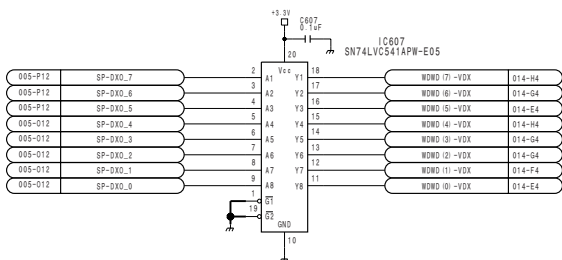 +3.3V
C607
0.1uF
IC607
SN74LVC541APW-E05
20
Vcc
005-P12 SP-DXO_7 2 A1 Y1 18 WDWD (7) -VDX 014-H4
005-P12 SP-DXO_6 3 A2 Y2 17 WDWD (6) -VDX 014-G4
005-P12 SP-DXO_5 4 A3 Y3 16 WDWD (5) -VDX 014-E4
005-O12 SP-DXO_4 5 A4 Y4 15 WDWD (4) -VDX 014-H4
005-O12 SP-DXO_3 6 A5 Y5 14 WDWD (3) -VDX 014-G4
005-O12 SP-DXO_2 7 A6 Y6 13 WDWD (2) -VDX 014-G4
005-O12 SP-DXO_1 8 A7 Y7 12 WDWD (1) -VDX 014-F4
005-O12 SP-DXO_0 9 A8 Y8 11 WDWD (0) -VDX 014-E4
1 G1
19 G2
GND
10